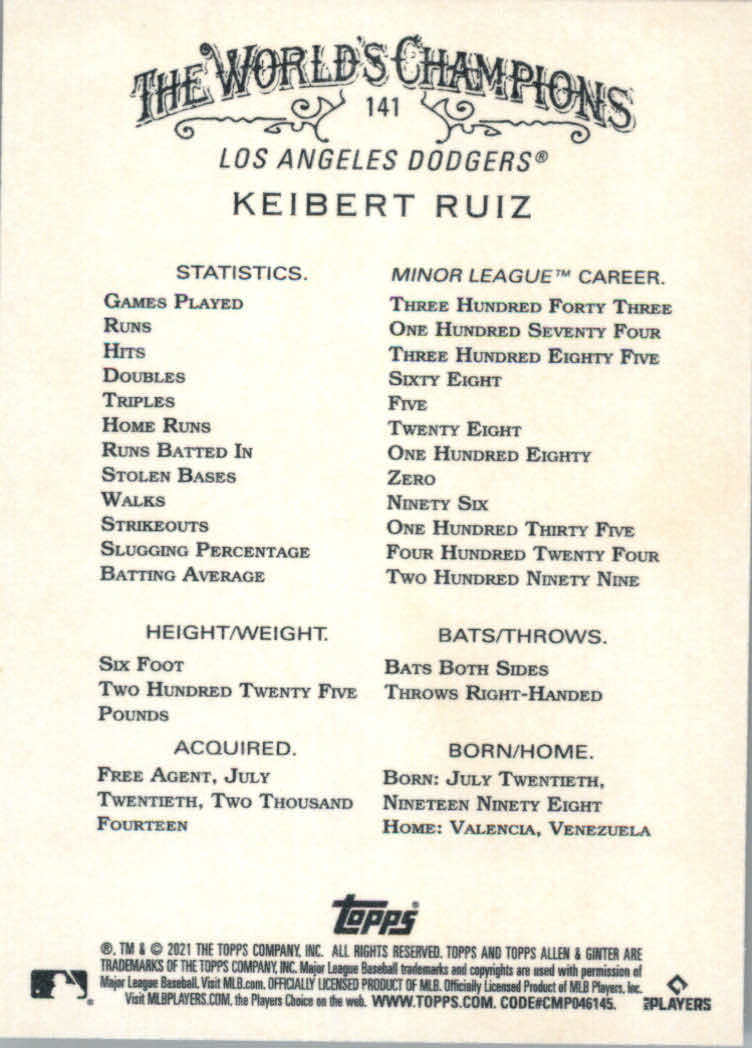 THE WORLD'S CHAMPIONS
141
LOS ANGELES DODGERS®
KEIBERT RUIZ
STATISTICS. MINOR LEAGUE™ CAREER.
GAMES PLAYED THREE HUNDRED FORTY THREE
RUNS ONE HUNDRED SEVENTY FOUR
HITS THREE HUNDRED EIGHTY FIVE
DOUBLES SIXTY EIGHT
TRIPLES FIVE
HOME RUNS TWENTY EIGHT
RUNS BATTED IN ONE HUNDRED EIGHTY
STOLEN BASES ZERO
WALKS NINETY SIX
STRIKEOUTS ONE HUNDRED THIRTY FIVE
SLUGGING PERCENTAGE FOUR HUNDRED TWENTY FOUR
BATTING AVERAGE TWO HUNDRED NINETY NINE
HEIGHT/WEIGHT.
SIX FOOT
TWO HUNDRED TWENTY FIVE
POUNDS
BATS/THROWS.
BATS BOTH SIDES
THROWS RIGHT-HANDED
ACQUIRED.
FREE AGENT, JULY
TWENTIETH, TWO THOUSAND
FOURTEEN
BORN/HOME.
BORN: JULY TWENTIETH,
NINETEEN NINETY EIGHT
HOME: VALENCIA, VENEZUELA
Topps®
®, TM & © 2021 THE TOPPS COMPANY, INC. ALL RIGHTS RESERVED. TOPPS AND TOPPS ALLEN & GINTER ARE
TRADEMARKS OF THE TOPPS COMPANY, INC. Major League Baseball trademarks and copyrights are used with permission of
Major League Baseball. Visit MLB.com. OFFICIALLY LICENSED PRODUCT OF MLB. Officially Licensed Product of MLB Players, Inc.
Visit MLBPLAYERS.COM, the Players Choice on the web. WWW.TOPPS.COM. CODE#CMP046145.
MLB PLAYERS